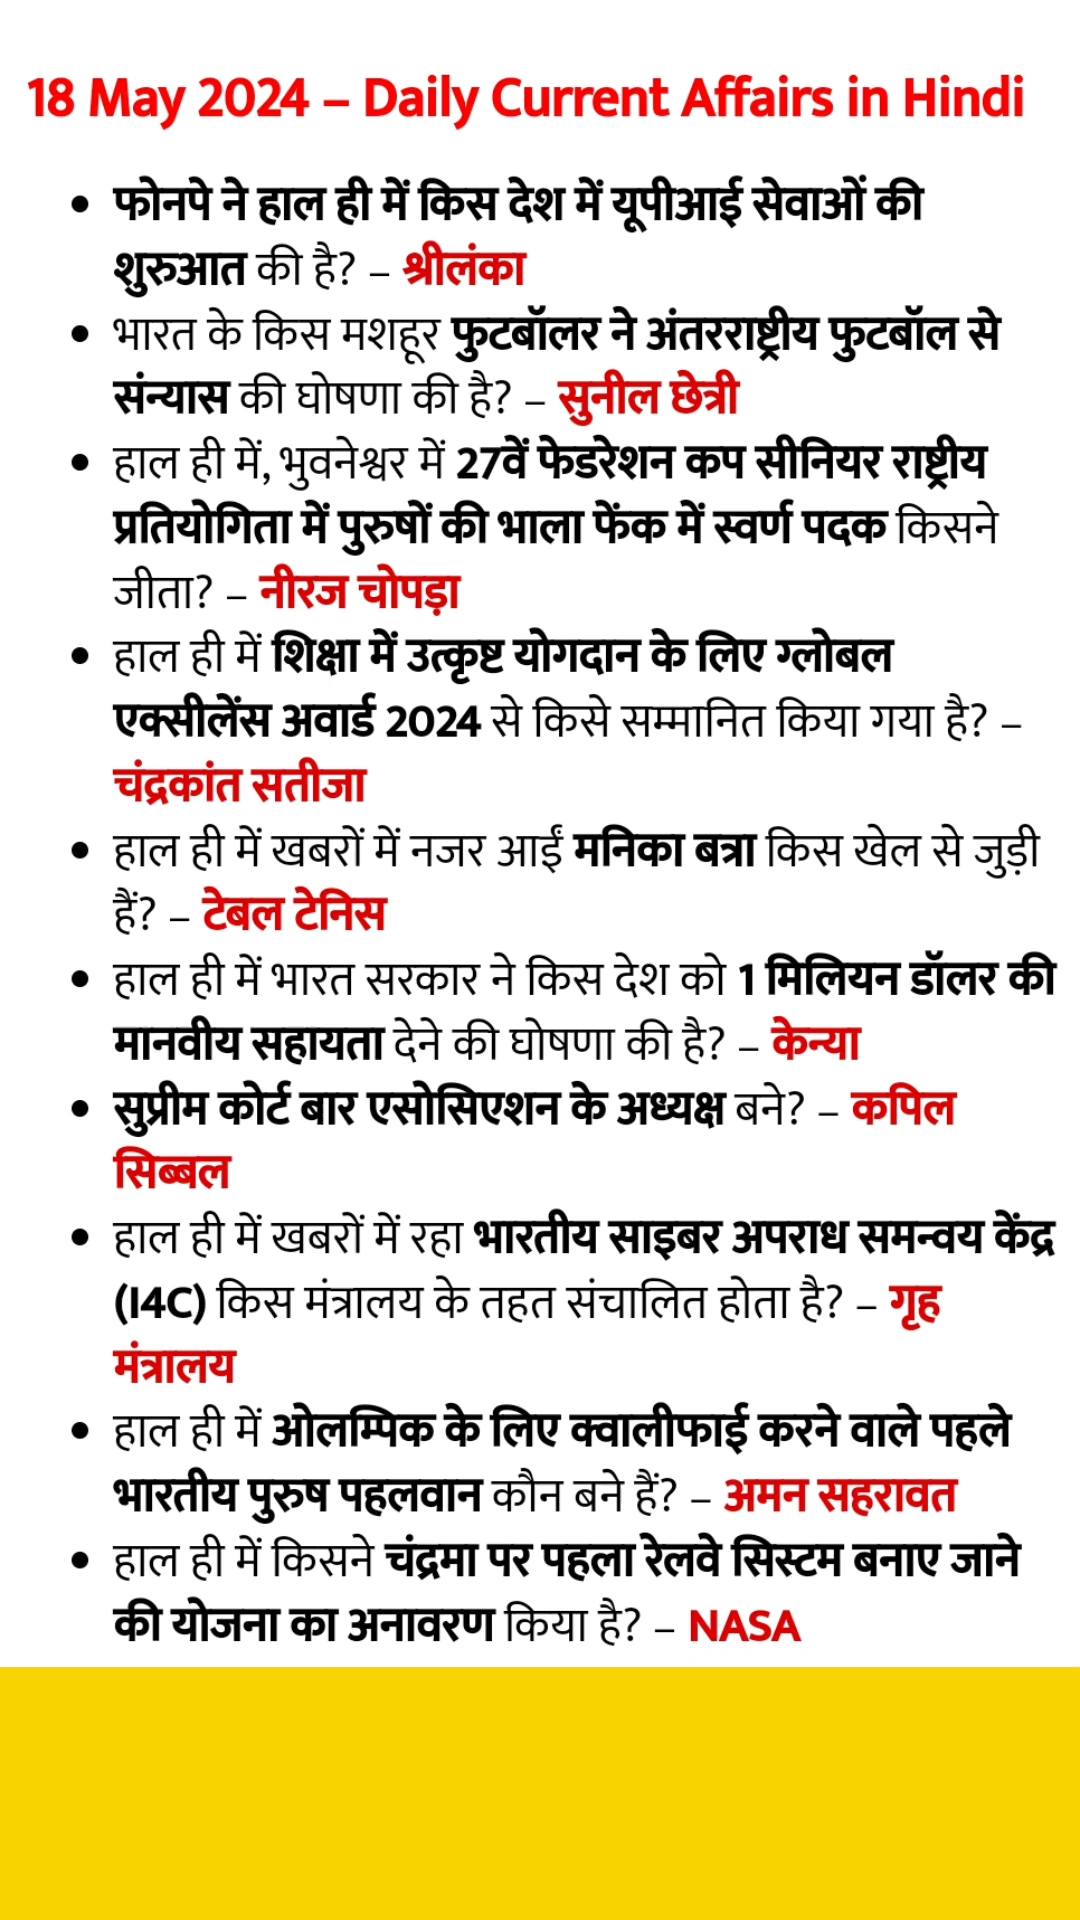 18 May 2024 – Daily Current Affairs in Hindi
• फोनपे ने हाल ही में किस देश में यूपीआई सेवाओं की
शुरुआत की है? – श्रीलंका
• भारत के किस मशहूर फुटबॉलर ने अंतरराष्ट्रीय फुटबॉल से
संन्यास की घोषणा की है? – सुनील छेत्री
• हाल ही में, भुवनेश्वर में 27वें फेडरेशन कप सीनियर राष्ट्रीय
प्रतियोगिता में पुरुषों की भाला फेंक में स्वर्ण पदक किसने
जीता? – नीरज चोपड़ा
• हाल ही में शिक्षा में उत्कृष्ट योगदान के लिए ग्लोबल
एक्सीलेंस अवार्ड 2024 से किसे सम्मानित किया गया है? –
चंद्रकांत सतीजा
• हाल ही में खबरों में नजर आईं मनिका बत्रा किस खेल से जुड़ी
हैं? – टेबल टेनिस
• हाल ही में भारत सरकार ने किस देश को 1 मिलियन डॉलर की
मानवीय सहायता देने की घोषणा की है? – केन्या
• सुप्रीम कोर्ट बार एसोसिएशन के अध्यक्ष बने? – कपिल
सिब्बल
• हाल ही में खबरों में रहा भारतीय साइबर अपराध समन्वय केंद्र
(I4C) किस मंत्रालय के तहत संचालित होता है? – गृह
मंत्रालय
• हाल ही में ओलम्पिक के लिए क्वालीफाई करने वाले पहले
भारतीय पुरुष पहलवान कौन बने हैं? – अमन सहरावत
• हाल ही में किसने चंद्रमा पर पहला रेलवे सिस्टम बनाए जाने
की योजना का अनावरण किया है? – NASA